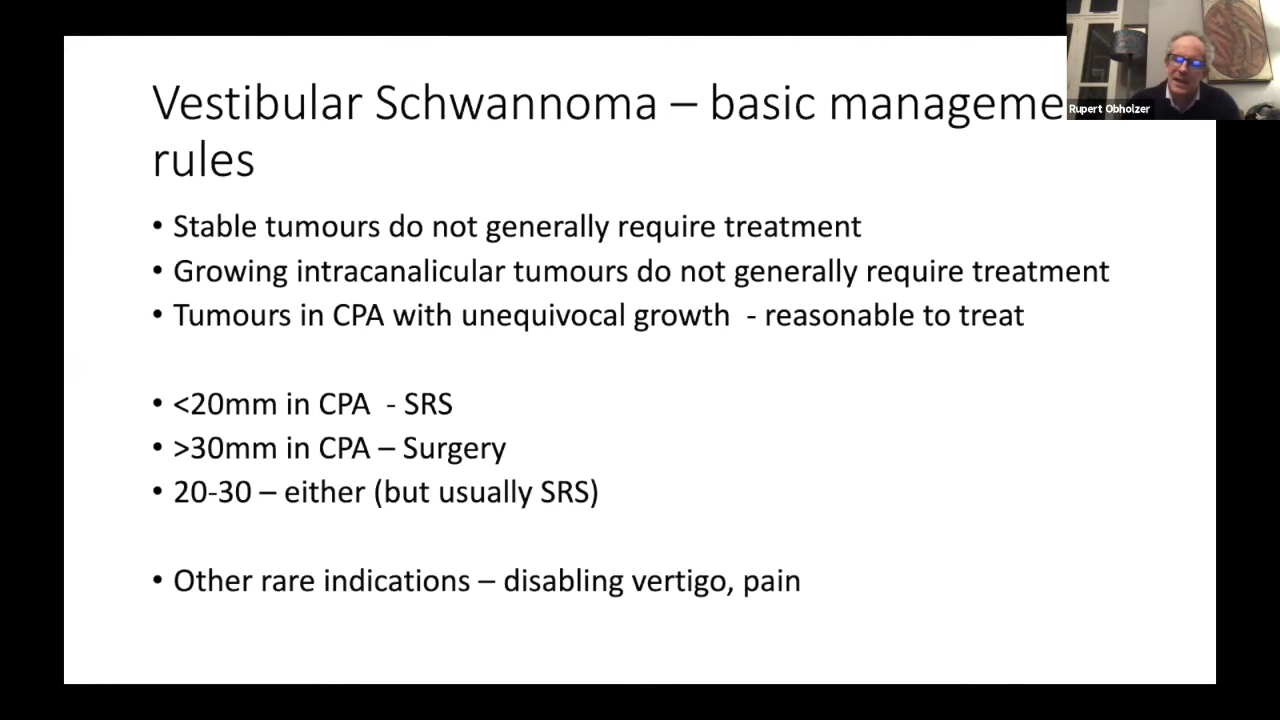 Vestibular Schwannoma – basic manageme
rules
• Stable tumours do not generally require treatment
• Growing intracanalicular tumours do not generally require treatment
• Tumours in CPA with unequivocal growth - reasonable to treat
• <20mm in CPA - SRS
• >30mm in CPA – Surgery
• 20-30 – either (but usually SRS)
• Other rare indications – disabling vertigo, pain
Rupert Obholzer